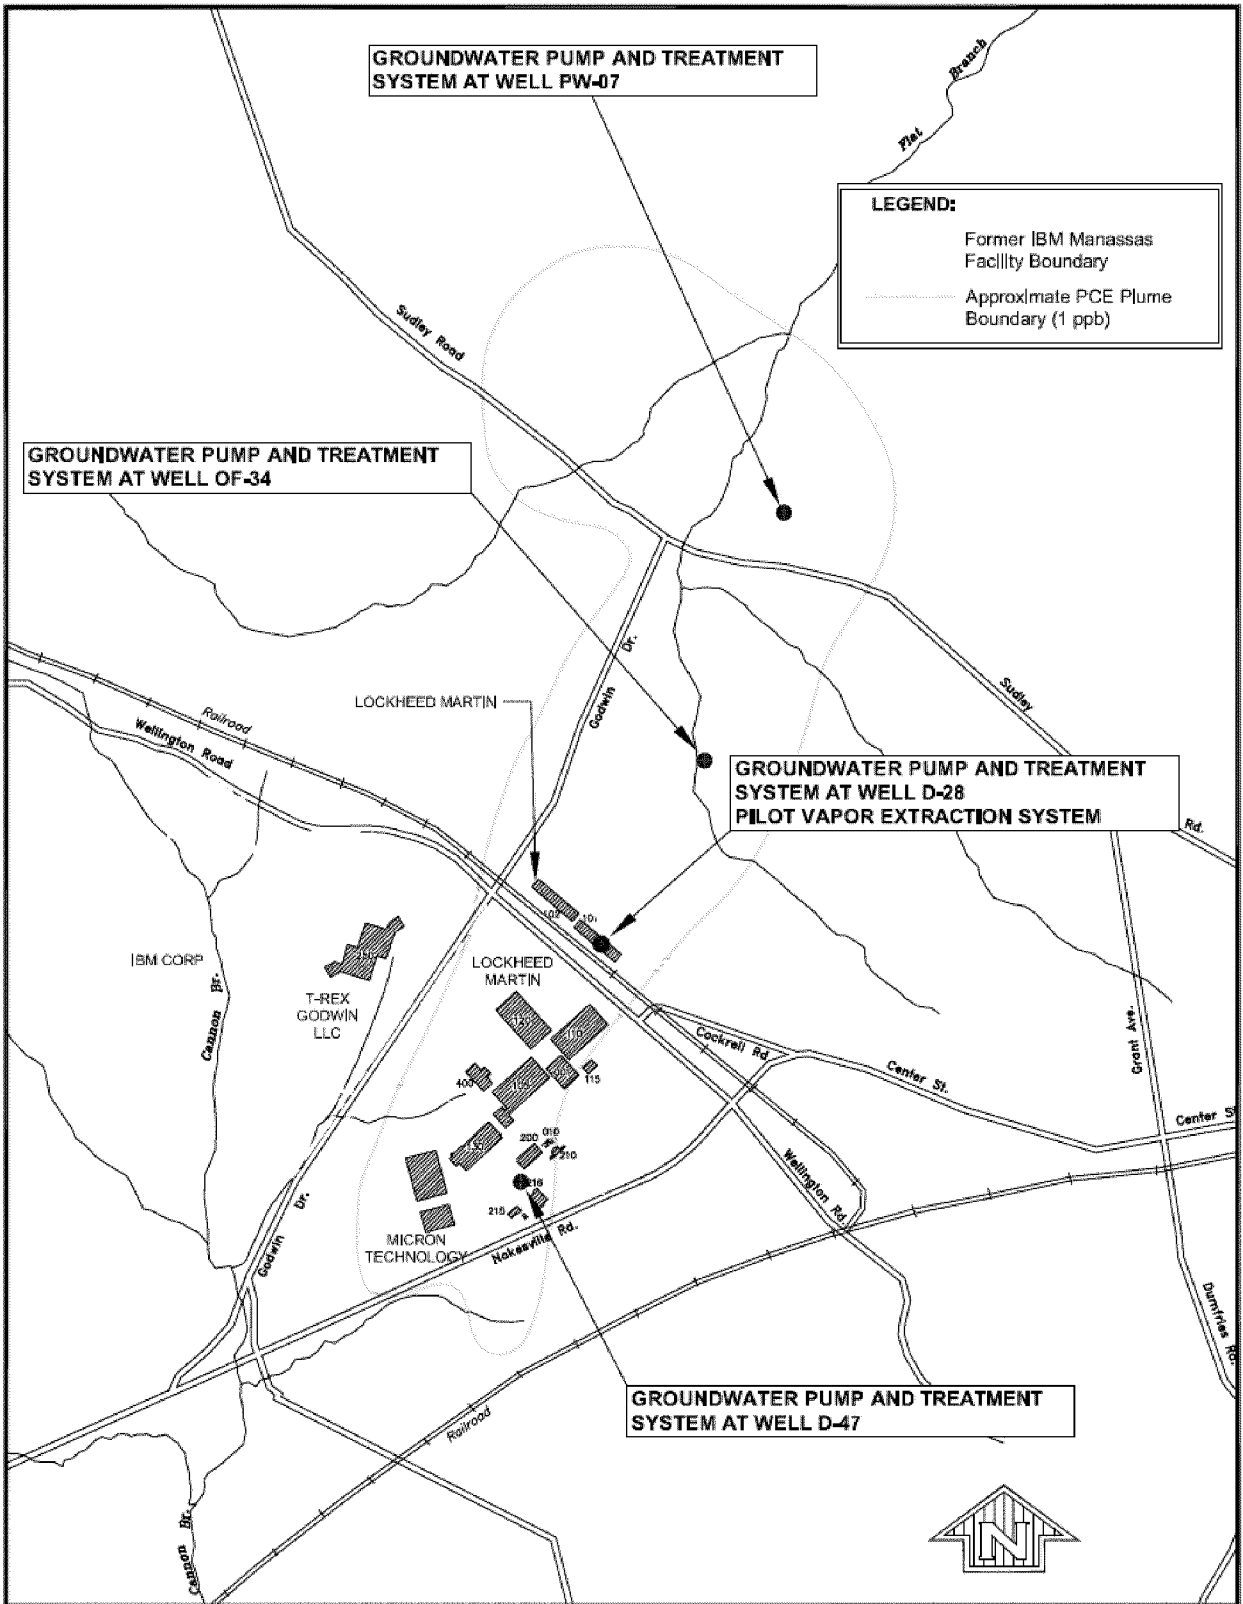 GROUNDWATER PUMP AND TREATMENT
SYSTEM AT WELL PW-07
Branch
Flat
LEGEND:
Former IBM Manassas
Facility Boundary
Approximate PCE Plume
Boundary (1 ppb)
Sudley Road
GROUNDWATER PUMP AND TREATMENT
SYSTEM AT WELL OF-34
Godwin Dr.
Sudley
Rd.
LOCKHEED MARTIN
Railroad
Wellington Road
GROUNDWATER PUMP AND TREATMENT
SYSTEM AT WELL D-28
PILOT VAPOR EXTRACTION SYSTEM
102
101
IBM CORP
Cannon Br.
T-REX
GODWIN
LLC
LOCKHEED
MARTIN
110
400
115
Cockrell Rd.
Center St.
Grant Ave.
Center St
200
010
210
216
215
Wellington Rd.
Godwin Dr.
MICRON
TECHNOLOGY
Nokesville Rd.
Dumfries Rd.
GROUNDWATER PUMP AND TREATMENT
SYSTEM AT WELL D-47
Railroad
Cannon Br.
N